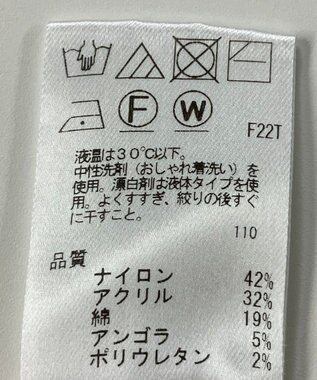 F W F22T
液温は30℃以下。
中性洗剤(おしゃれ着洗い)を
使用。漂白剤は液体タイプを使
用。よくすすぎ、絞りの後すぐ
に干すこと。
110
品質
ナイロン 42%
アクリル 32%
綿 19%
アンゴラ 5%
ポリウレタン 2%